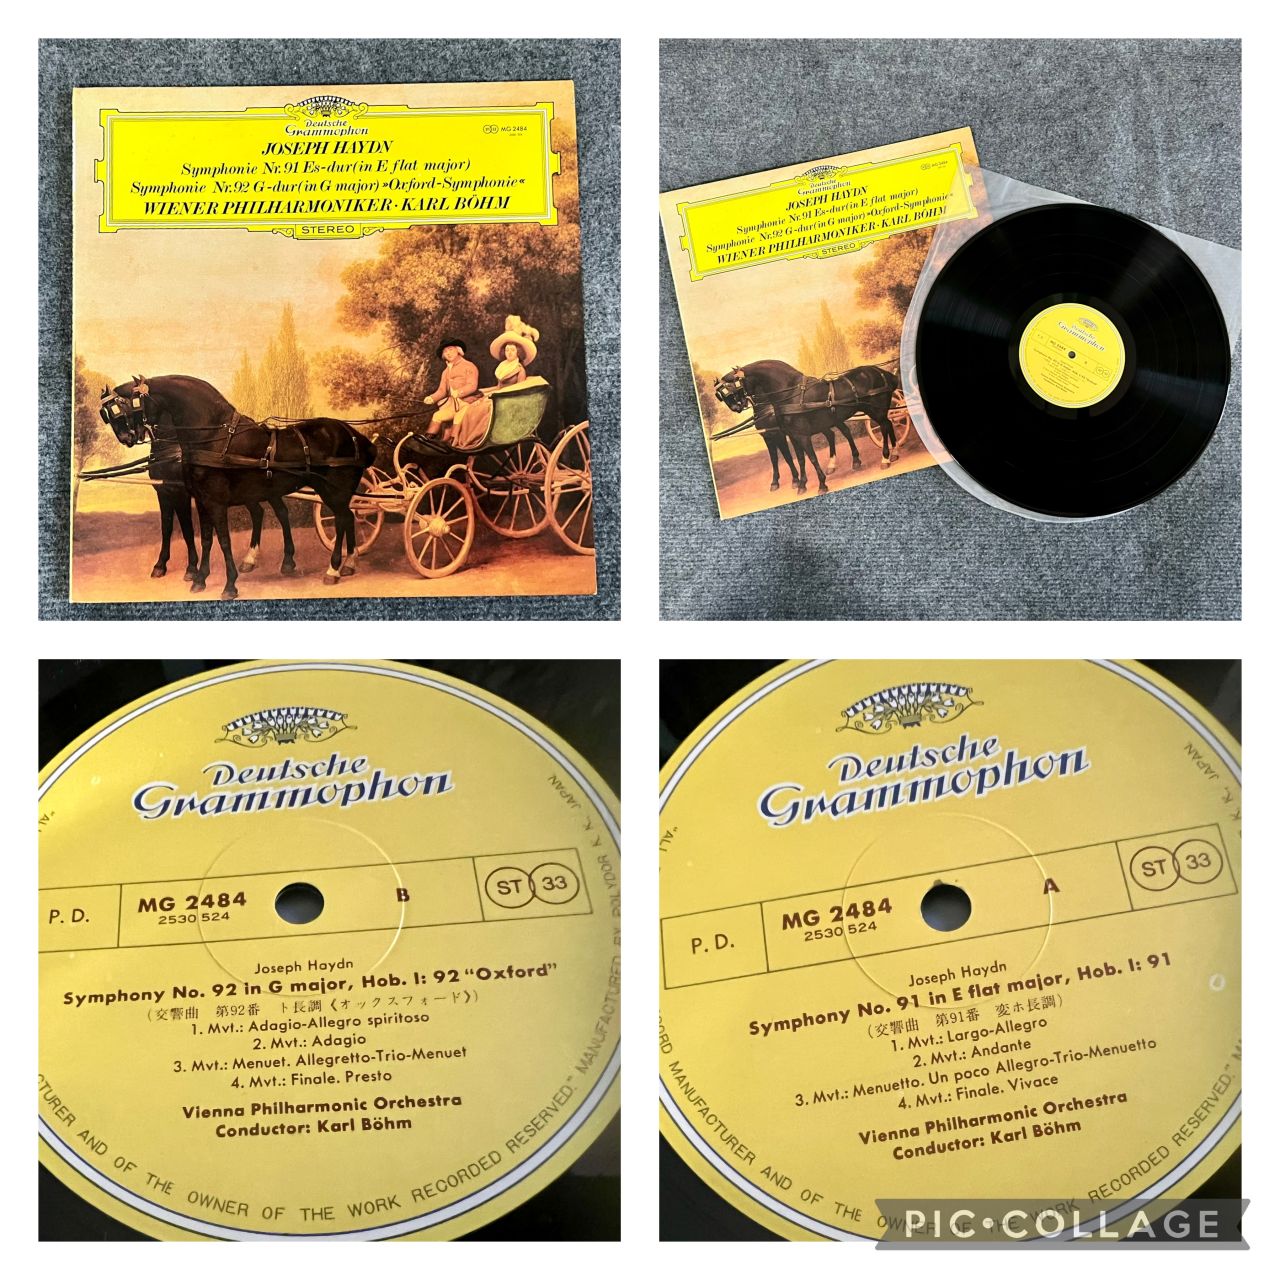 Deutsche
Grammophon
MG 2484
JOSEPH HAYDN
Symphonie Nr. 91 Es-dur (in E flat major)
Symphonie Nr. 92 G-dur (in G major) »Oxford-Symphonie«
WIENER PHILHARMONIKER · KARL BÖHM
STEREO
Deutsche
Grammophon
MG 2484
JOSEPH HAYDN
Symphonie Nr. 91 Es-dur (in E flat major)
Symphonie Nr. 92 G-dur (in G major) »Oxford-Symphonie«
WIENER PHILHARMONIKER · KARL BÖHM
STEREO
Deutsche
Grammophon
MG 2484
Deutsche
Grammophon
P. D.
MG 2484
2530 524
B
ST 33
Joseph Haydn
Symphony No. 92 in G major, Hob. I: 92 "Oxford"
(交響曲 第92番 ト長調《オックスフォード》)
1. Mvt.: Adagio-Allegro spiritoso
2. Mvt.: Adagio
3. Mvt.: Menuet. Allegretto-Trio-Menuet
4. Mvt.: Finale. Presto
Vienna Philharmonic Orchestra
Conductor: Karl Böhm
AND OF THE OWNER OF THE WORK RECORDED RESERVED." MANUFACTURED BY POLYDOR K. K. JAPAN
Deutsche
Grammophon
P. D.
MG 2484
2530 524
A
ST 33
Joseph Haydn
Symphony No. 91 in E flat major, Hob. I: 91
(交響曲 第91番 変ホ長調)
1. Mvt.: Largo-Allegro
2. Mvt.: Andante
3. Mvt.: Menuetto. Un poco Allegro-Trio-Menuetto
4. Mvt.: Finale. Vivace
Vienna Philharmonic Orchestra
Conductor: Karl Böhm
MANUFACTURER AND OF THE OWNER OF THE WORK RECORDED RESERVED."
K. K. JAPAN
PIC·COLLAGE